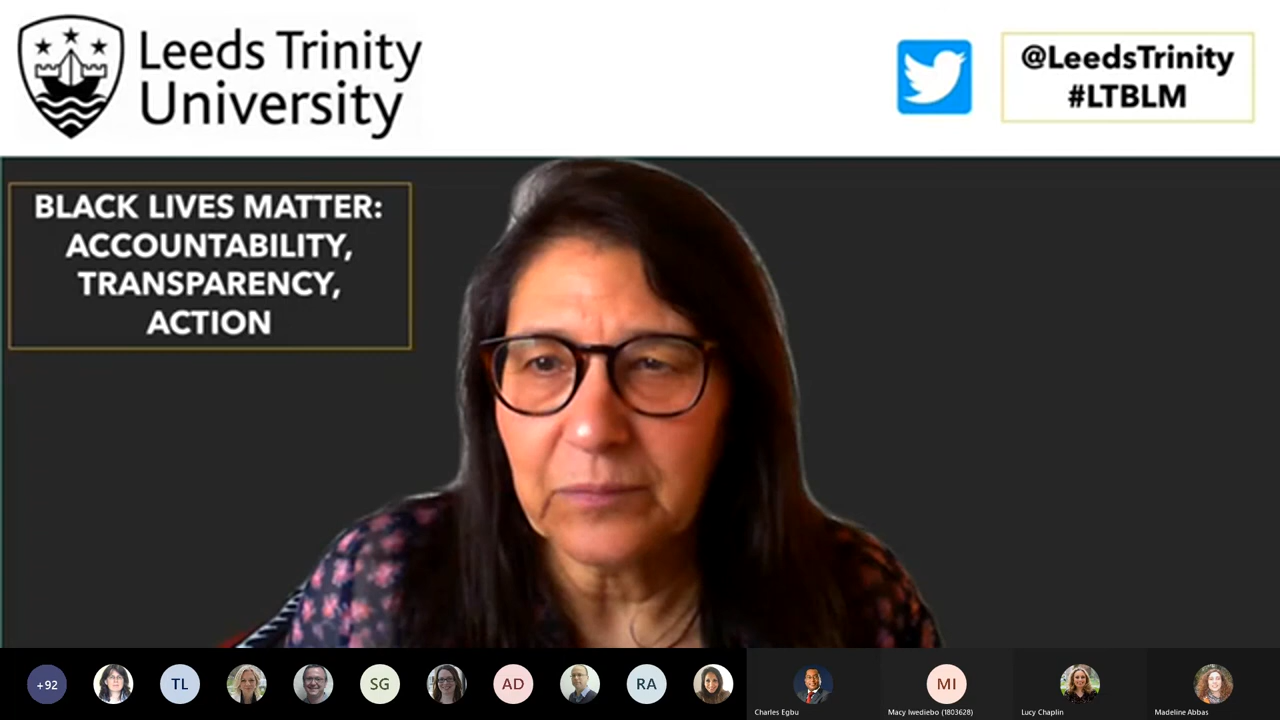 Leeds Trinity
University
@LeedsTrinity
#LTBLM
BLACK LIVES MATTER:
ACCOUNTABILITY,
TRANSPARENCY,
ACTION
+92
TL
SG
AD
RA
MI
Charles Egbu
Macy Iwediebo (1803628)
Lucy Chaplin
Madeline Abbas